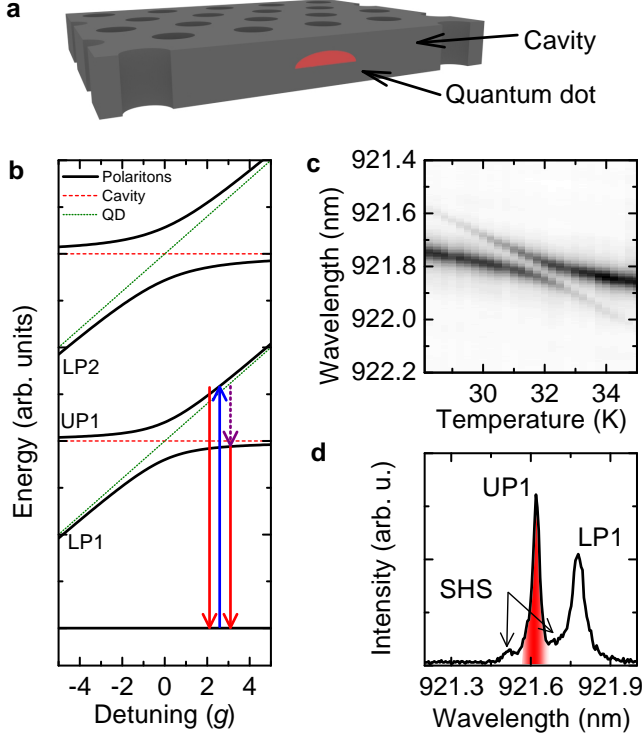 a
Cavity
Quantum dot
b
Polaritons
Cavity
QD
LP2
UP1
LP1
Energy (arb. units)
-4 -2 0 2 4
Detuning (g)
c
921.4
921.6
921.8
922.0
922.2
Wavelength (nm)
30 32 34
Temperature (K)
d
UP1
LP1
SHS
Intensity (arb. u.)
921.3 921.6 921.9
Wavelength (nm)